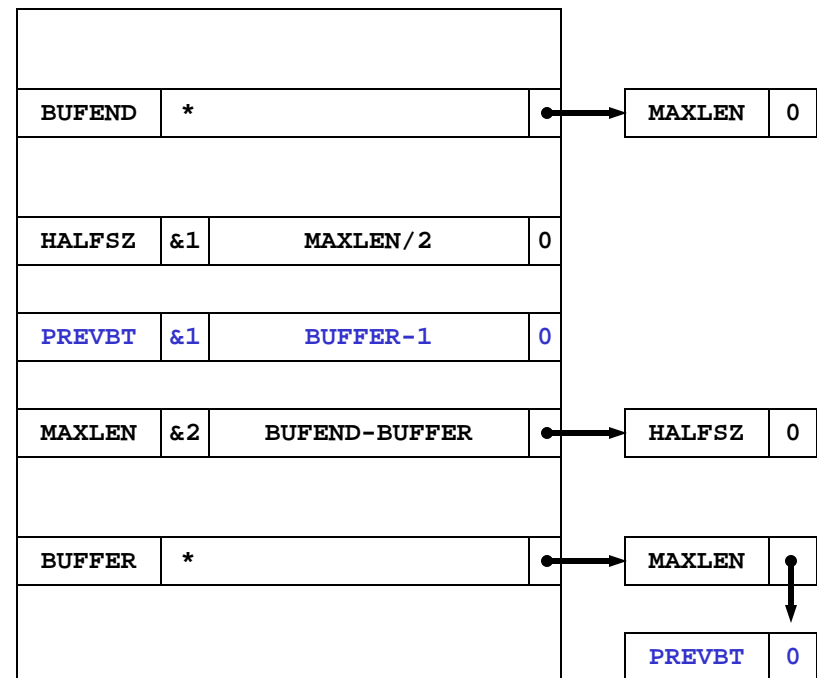 BUFEND * MAXLEN 0
HALFSZ &1 MAXLEN/2 0
PREVBT &1 BUFFER-1 0
MAXLEN &2 BUFEND-BUFFER HALFSZ 0
BUFFER * MAXLEN
PREVBT 0